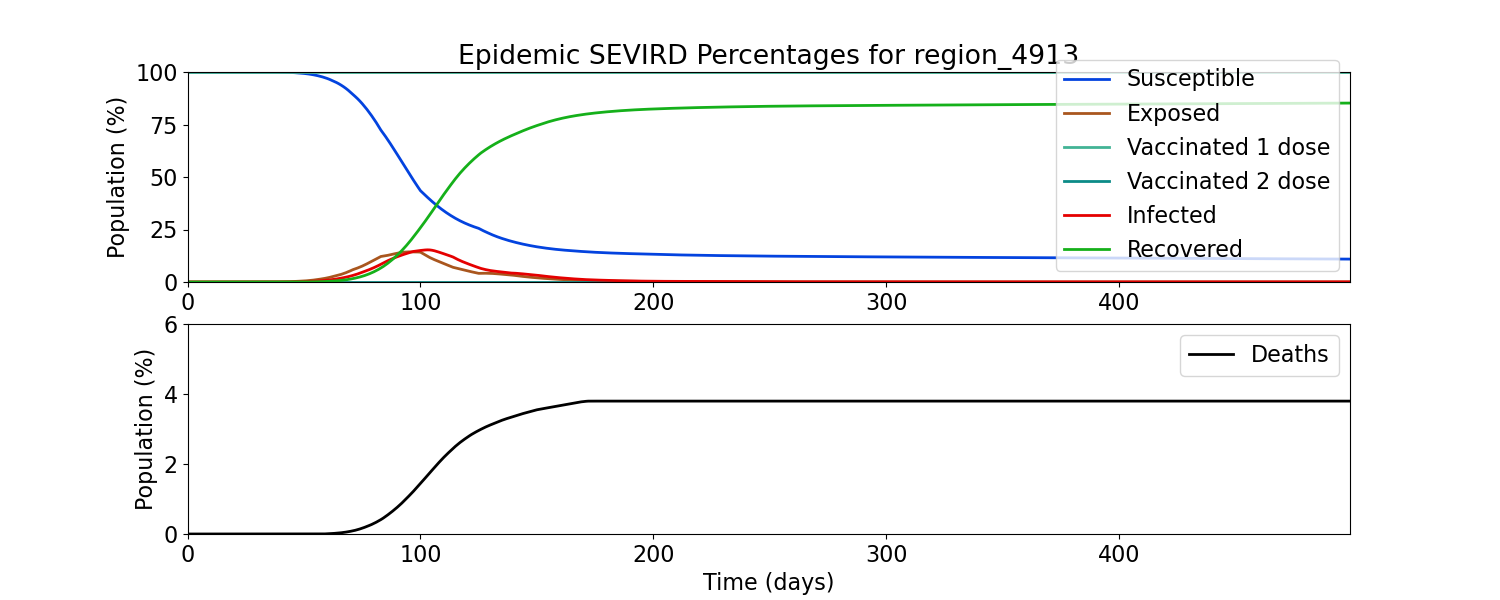 Epidemic SEVIRD Percentages for region_4913
Population (%)
100
75
50
25
0
Susceptible
Exposed
Vaccinated 1 dose
Vaccinated 2 dose
Infected
Recovered
0 100 200 300 400
Population (%)
6
4
2
0
Deaths
0 100 200 300 400
Time (days)